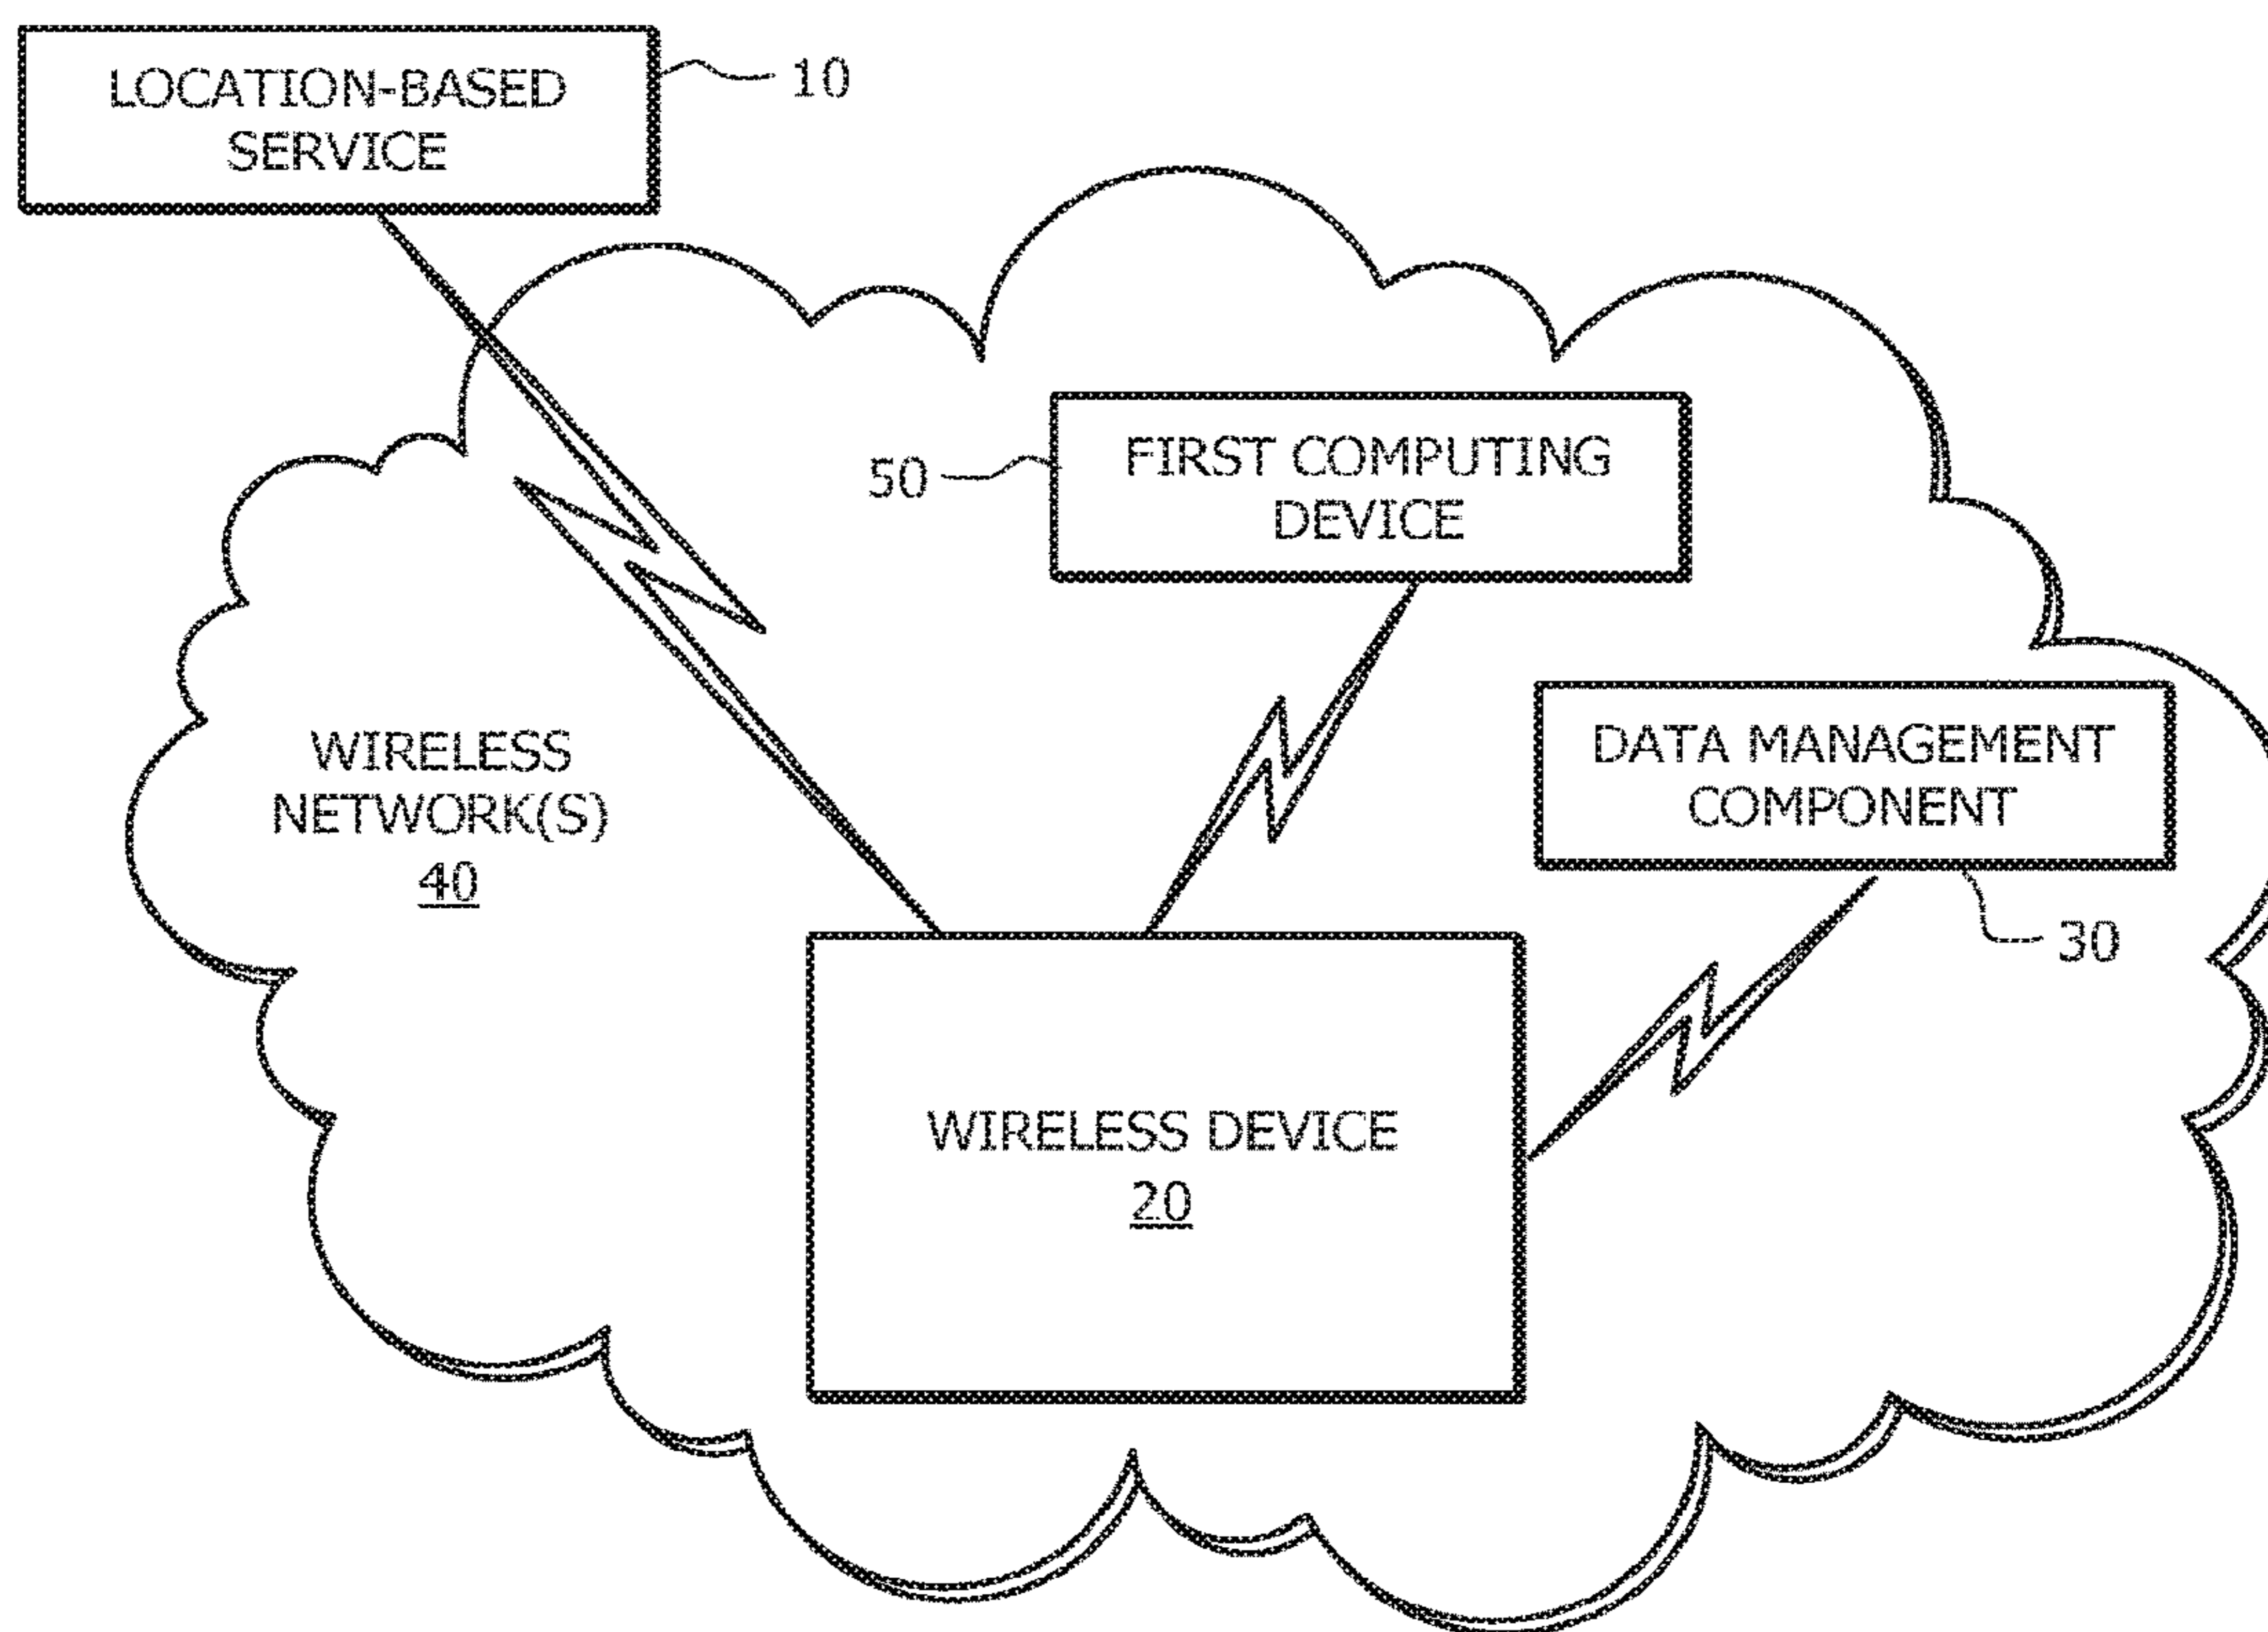 LOCATION-BASED
SERVICE
10
FIRST COMPUTING
DEVICE
50
DATA MANAGEMENT
COMPONENT
30
WIRELESS
NETWORK(S)
40
WIRELESS DEVICE
20